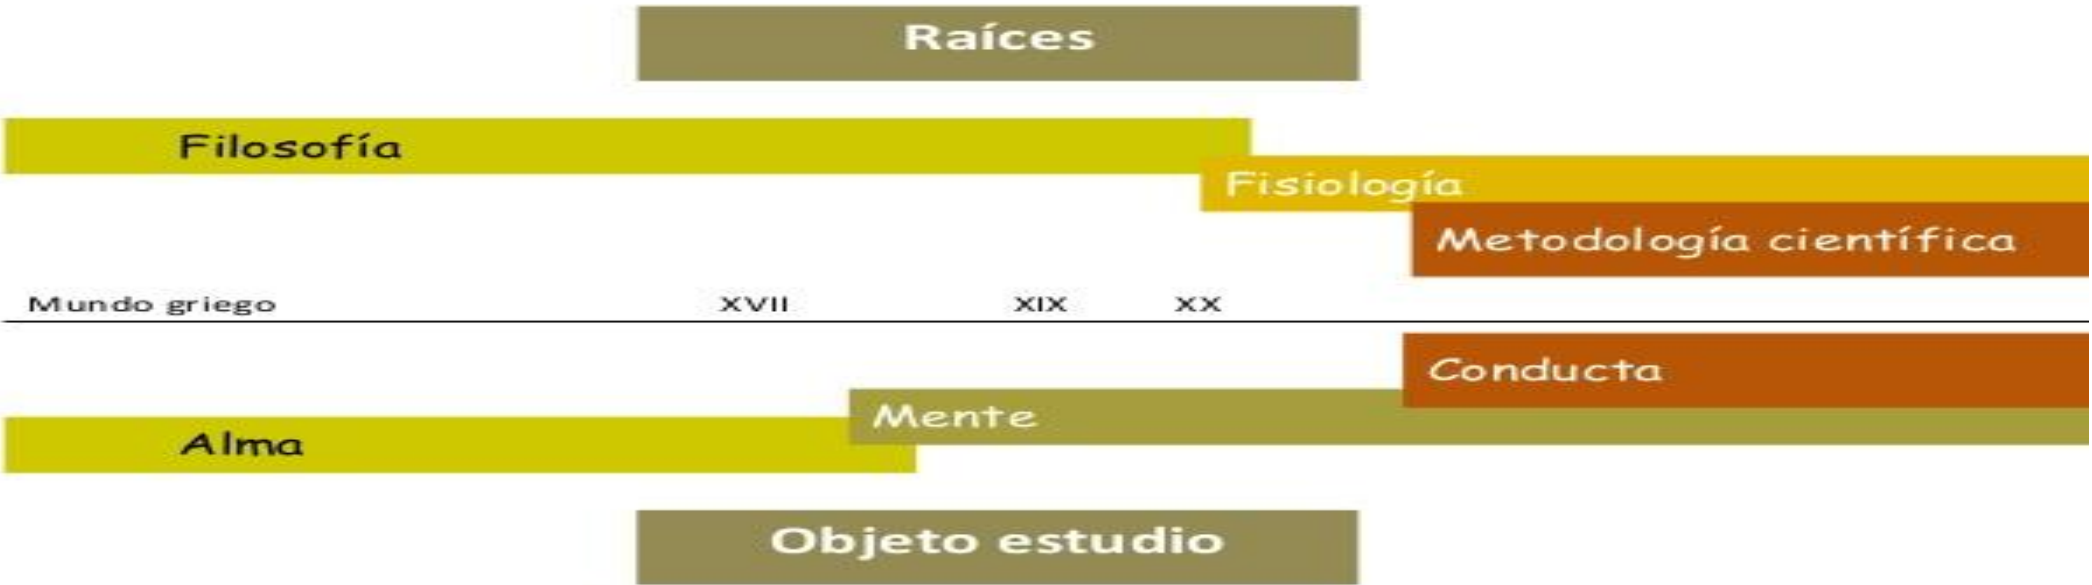 Raíces
Filosofía
Fisiología
Metodología científica
Mundo griego XVII XIX XX
Conducta
Mente
Alma
Objeto estudio